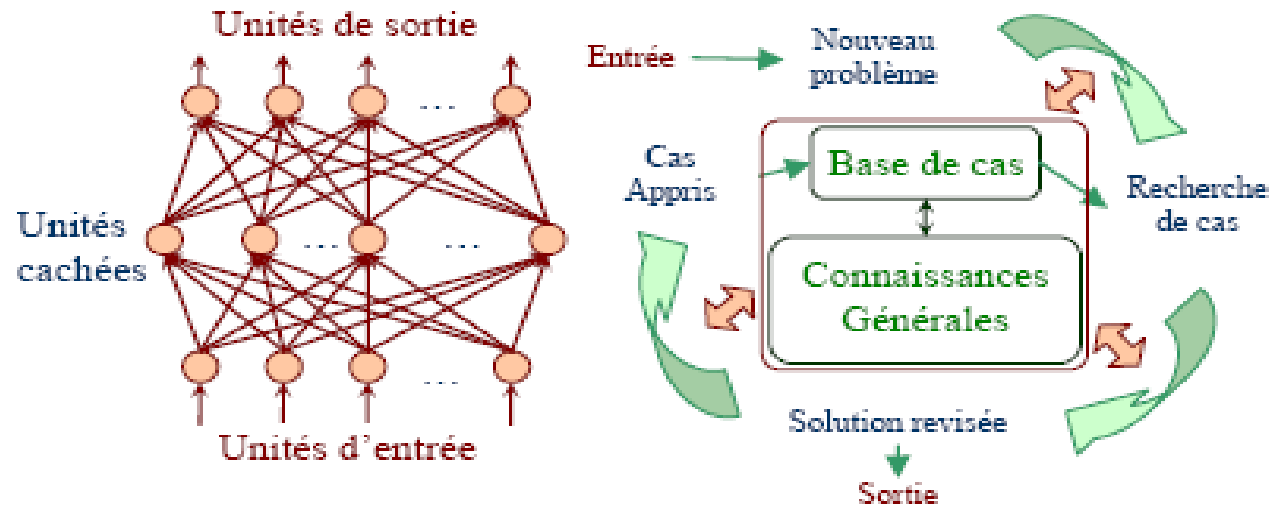 Unités de sortie
...
Unités
cachées
... ...
...
Unités d'entrée
Entrée
Nouveau
problème
Cas
Appris
Base de cas
Recherche
de cas
Connaissances
Générales
Solution revisée
Sortie